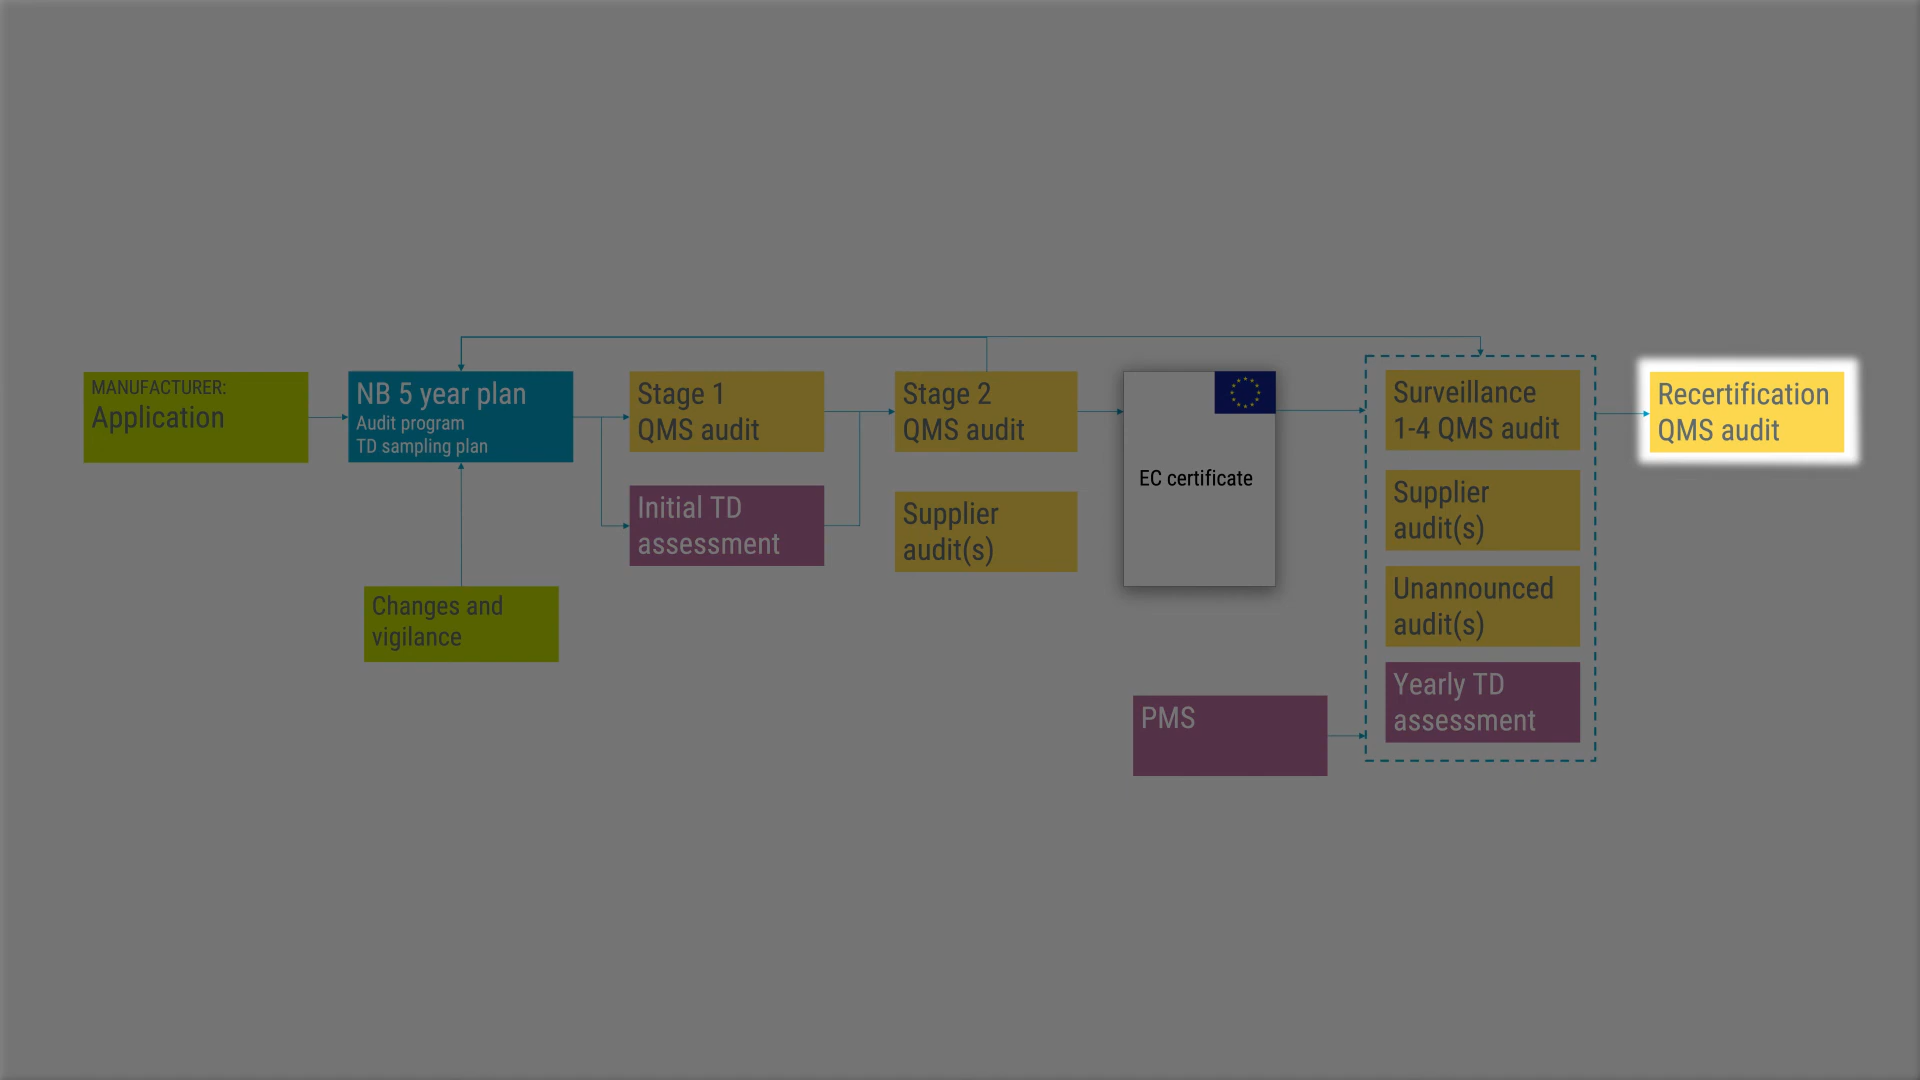 MANUFACTURER:
Application
NB 5 year plan
Audit program
TD sampling plan
Changes and
vigilance
Stage 1
QMS audit
Initial TD
assessment
Stage 2
QMS audit
Supplier
audit(s)
EC certificate
PMS
Surveillance
1-4 QMS audit
Supplier
audit(s)
Unannounced
audit(s)
Yearly TD
assessment
Recertification
QMS audit